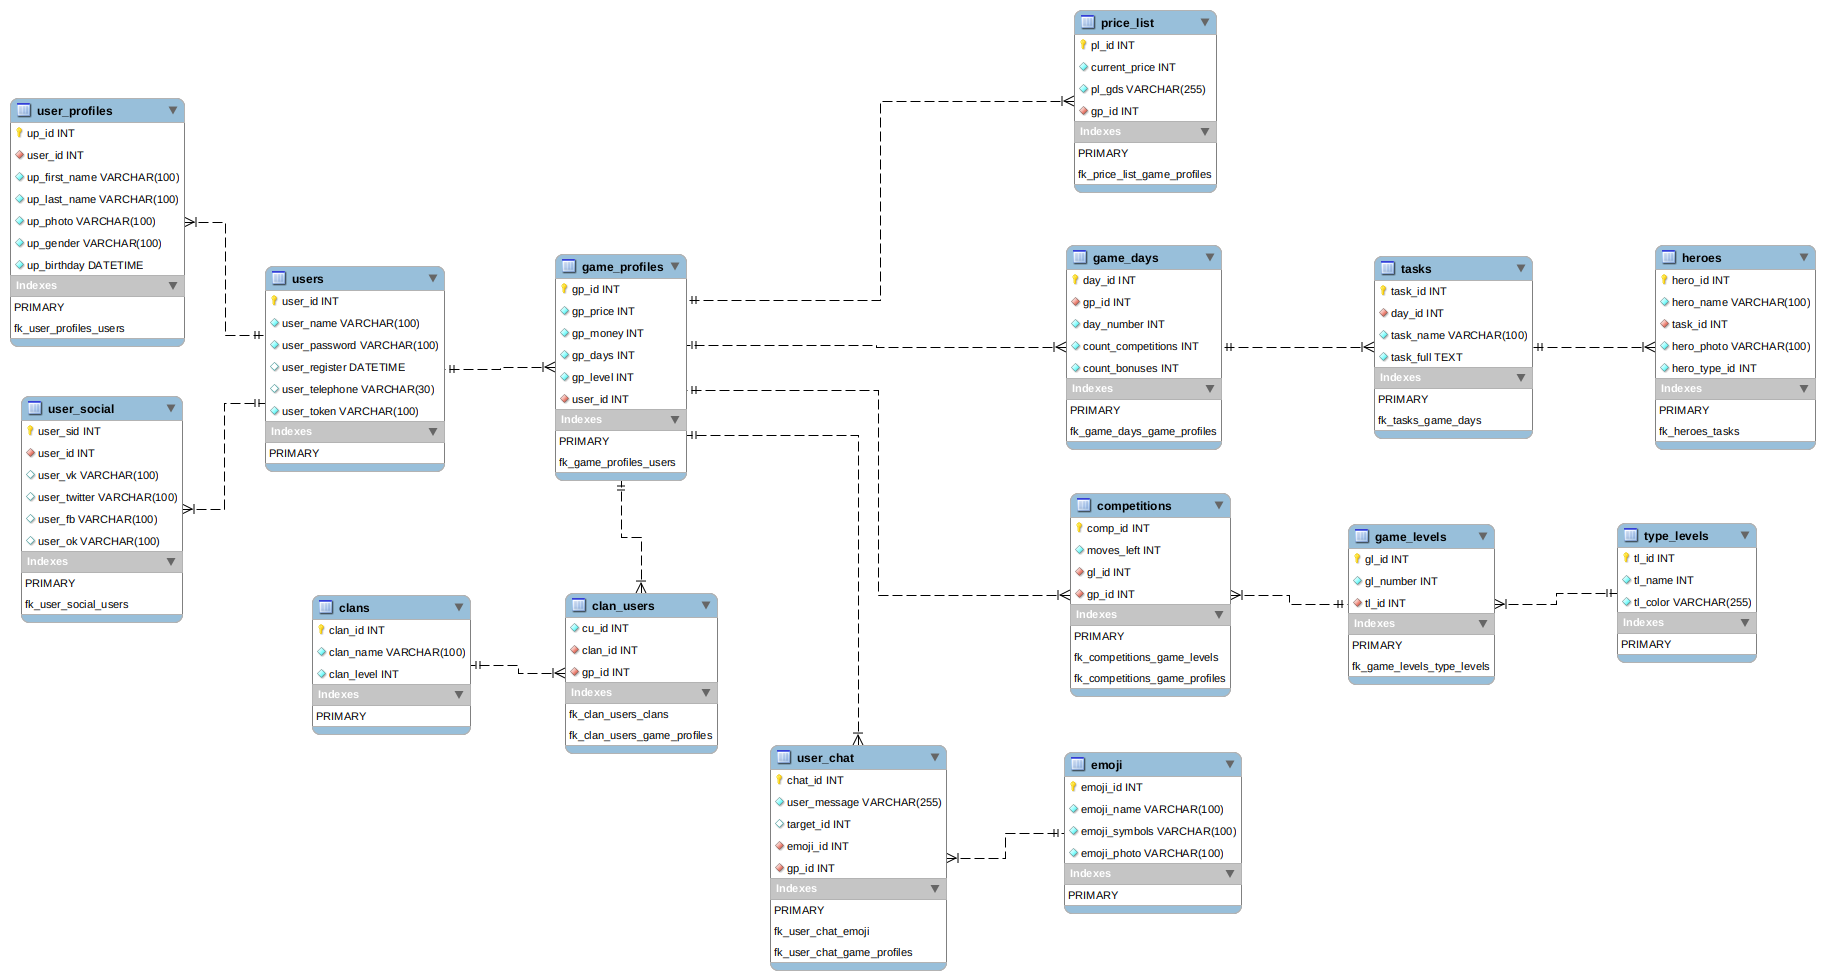 price_list
pl_id INT
current_price INT
pl_gds VARCHAR(255)
gp_id INT
Indexes
PRIMARY
fk_price_list_game_profiles
user_profiles
up_id INT
user_id INT
up_first_name VARCHAR(100)
up_last_name VARCHAR(100)
up_photo VARCHAR(100)
up_gender VARCHAR(100)
up_birthday DATETIME
Indexes
PRIMARY
fk_user_profiles_users
users
user_id INT
user_name VARCHAR(100)
user_password VARCHAR(100)
user_register DATETIME
user_telephone VARCHAR(30)
user_token VARCHAR(100)
Indexes
PRIMARY
game_profiles
gp_id INT
gp_price INT
gp_money INT
gp_days INT
gp_level INT
user_id INT
Indexes
PRIMARY
fk_game_profiles_users
game_days
day_id INT
gp_id INT
day_number INT
count_competitions INT
count_bonuses INT
Indexes
PRIMARY
fk_game_days_game_profiles
tasks
task_id INT
day_id INT
task_name VARCHAR(100)
task_full TEXT
Indexes
PRIMARY
fk_tasks_game_days
heroes
hero_id INT
hero_name VARCHAR(100)
task_id INT
hero_photo VARCHAR(100)
hero_type_id INT
Indexes
PRIMARY
fk_heroes_tasks
user_social
user_sid INT
user_id INT
user_vk VARCHAR(100)
user_twitter VARCHAR(100)
user_fb VARCHAR(100)
user_ok VARCHAR(100)
Indexes
PRIMARY
fk_user_social_users
clans
clan_id INT
clan_name VARCHAR(100)
clan_level INT
Indexes
PRIMARY
clan_users
cu_id INT
clan_id INT
gp_id INT
Indexes
fk_clan_users_clans
fk_clan_users_game_profiles
competitions
comp_id INT
moves_left INT
gl_id INT
gp_id INT
Indexes
PRIMARY
fk_competitions_game_levels
fk_competitions_game_profiles
game_levels
gl_id INT
gl_number INT
tl_id INT
Indexes
PRIMARY
fk_game_levels_type_levels
type_levels
tl_id INT
tl_name INT
tl_color VARCHAR(255)
Indexes
PRIMARY
user_chat
chat_id INT
user_message VARCHAR(255)
target_id INT
emoji_id INT
gp_id INT
Indexes
PRIMARY
fk_user_chat_emoji
fk_user_chat_game_profiles
emoji
emoji_id INT
emoji_name VARCHAR(100)
emoji_symbols VARCHAR(100)
emoji_photo VARCHAR(100)
Indexes
PRIMARY